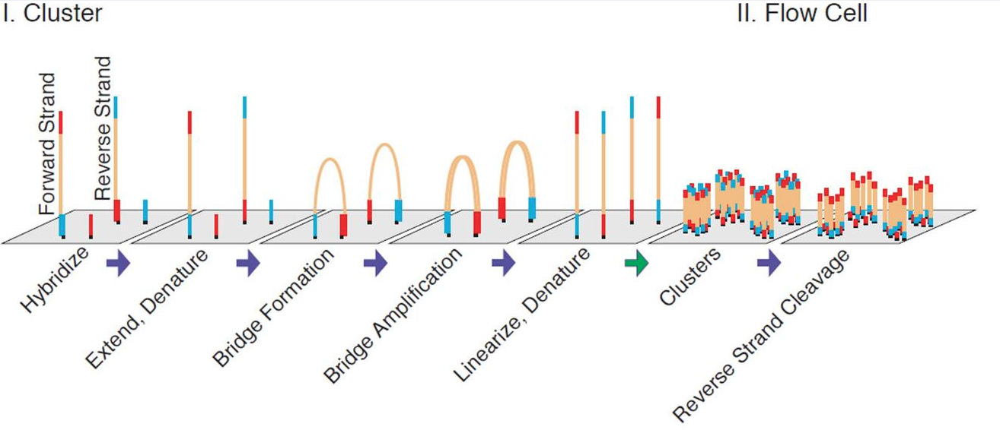 I. Cluster
II. Flow Cell
Forward Strand
Reverse Strand
Hybridize
Extend, Denature
Bridge Formation
Bridge Amplification
Linearize, Denature
Clusters
Reverse Strand Cleavage